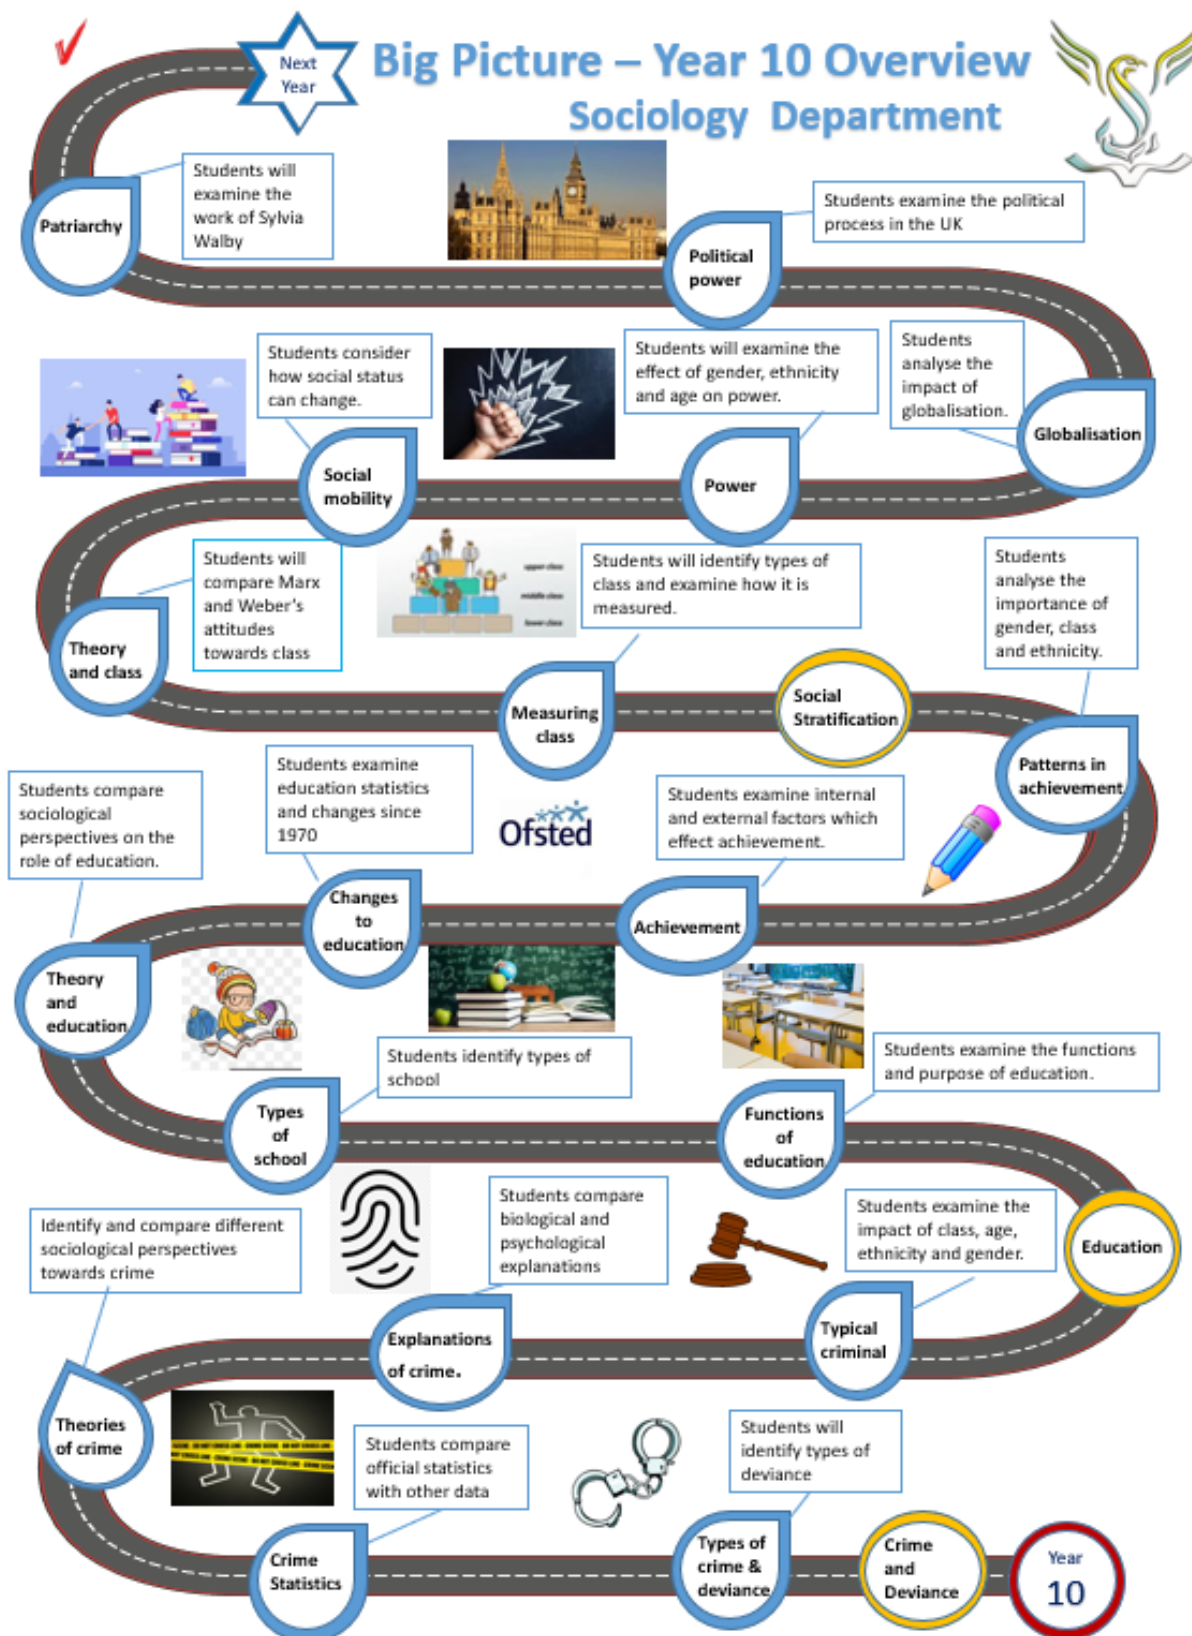 Next
Year
Big Picture – Year 10 Overview
Sociology Department
Students will
examine the
work of Sylvia
Walby
Patriarchy
Students examine the political
process in the UK
Political
power
Students consider
how social status
can change.
Students will examine the
effect of gender, ethnicity
and age on power.
Students
analyse the
impact of
globalisation.
Globalisation
Social
mobility
Power
Students will
compare Marx
and Weber's
attitudes
towards class
upper class
middle class
lower class
Students will identify types of
class and examine how it is
measured.
Students
analyse the
importance of
gender, class
and ethnicity.
Theory
and class
Measuring
class
Social
Stratification
Patterns in
achievement
Students compare
sociological
perspectives on the
role of education.
Students examine
education statistics
and changes since
1970
Ofsted
Students examine internal
and external factors which
effect achievement.
Changes
to
education
Achievement
Theory
and
education
Students identify types of
school
Students examine the functions
and purpose of education.
Types
of
school
Functions
of
education
Identify and compare different
sociological perspectives
towards crime
Students compare
biological and
psychological
explanations
Students examine the
impact of class, age,
ethnicity and gender.
Education
Explanations
of crime.
Typical
criminal
Theories
of crime
Students compare
official statistics
with other data
Students will
identify types of
deviance
Crime
Statistics
Types of
crime &
deviance
Crime
and
Deviance
Year
10